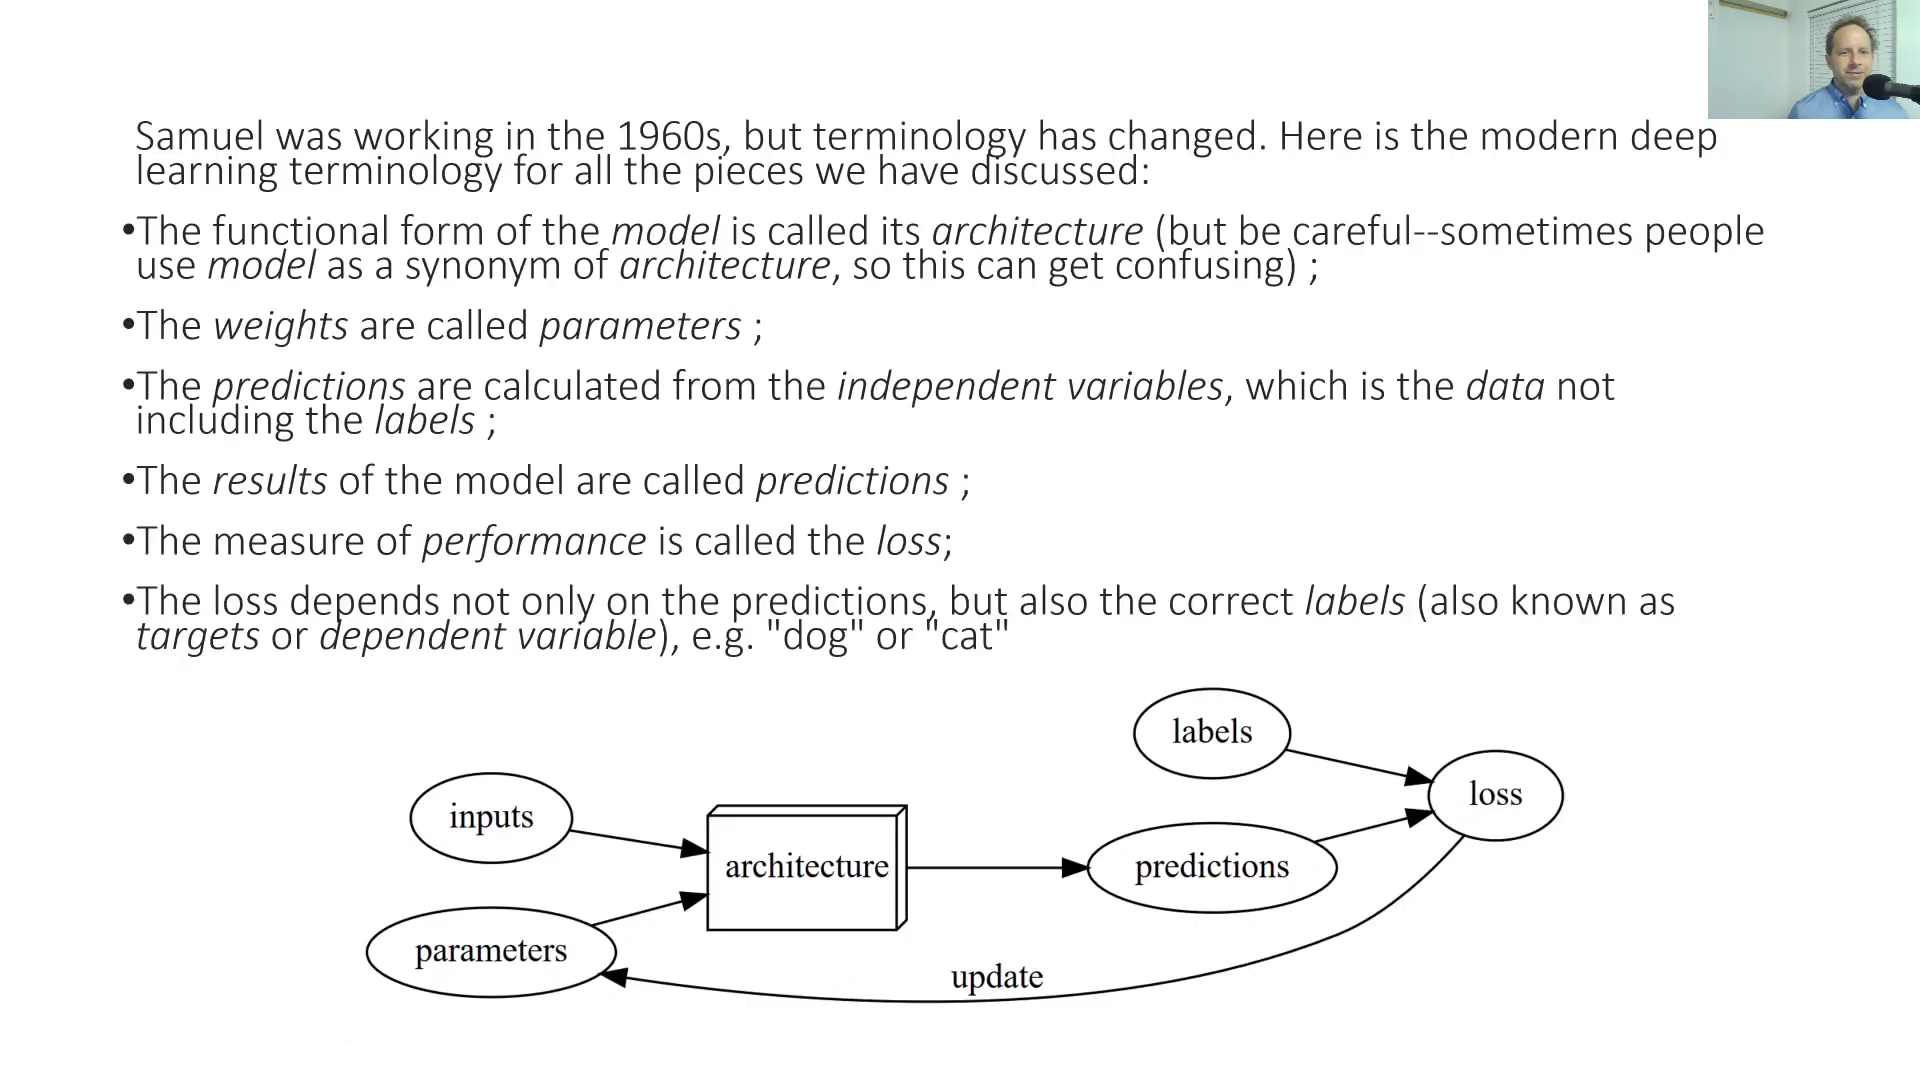 Samuel was working in the 1960s, but terminology has changed. Here is the modern deep
learning terminology for all the pieces we have discussed:
•The functional form of the model is called its architecture (but be careful--sometimes people
use model as a synonym of architecture, so this can get confusing) ;
•The weights are called parameters ;
•The predictions are calculated from the independent variables, which is the data not
including the labels ;
•The results of the model are called predictions ;
•The measure of performance is called the loss;
•The loss depends not only on the predictions, but also the correct labels (also known as
targets or dependent variable), e.g. "dog" or "cat"
labels
inputs
loss
architecture
predictions
parameters
update